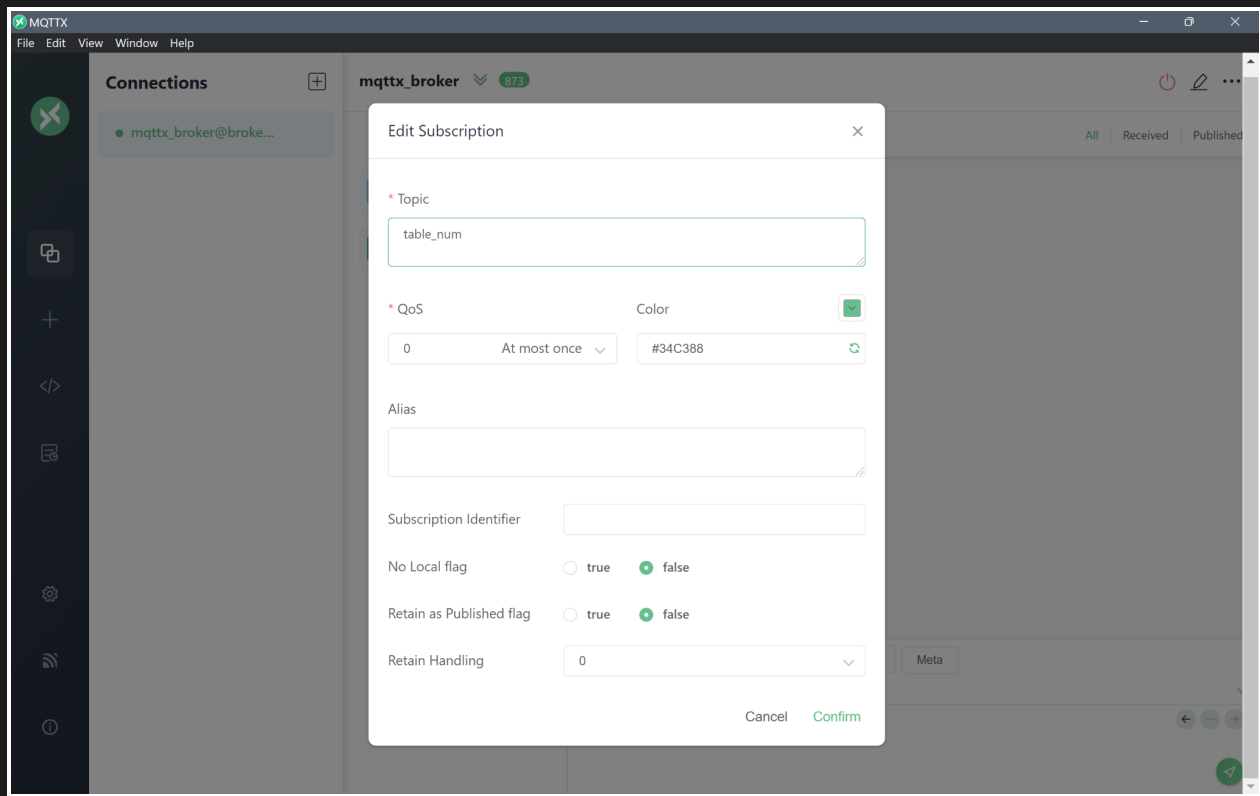 MQTTX
File Edit View Window Help
Connections
mqttx_broker 873
mqttx_broker@broke...
All Received Published
Edit Subscription
* Topic
table_num
* QoS Color
0 At most once #34C388
Alias
Subscription Identifier
No Local flag true false
Retain as Published flag true false
Retain Handling 0
Meta
Cancel Confirm